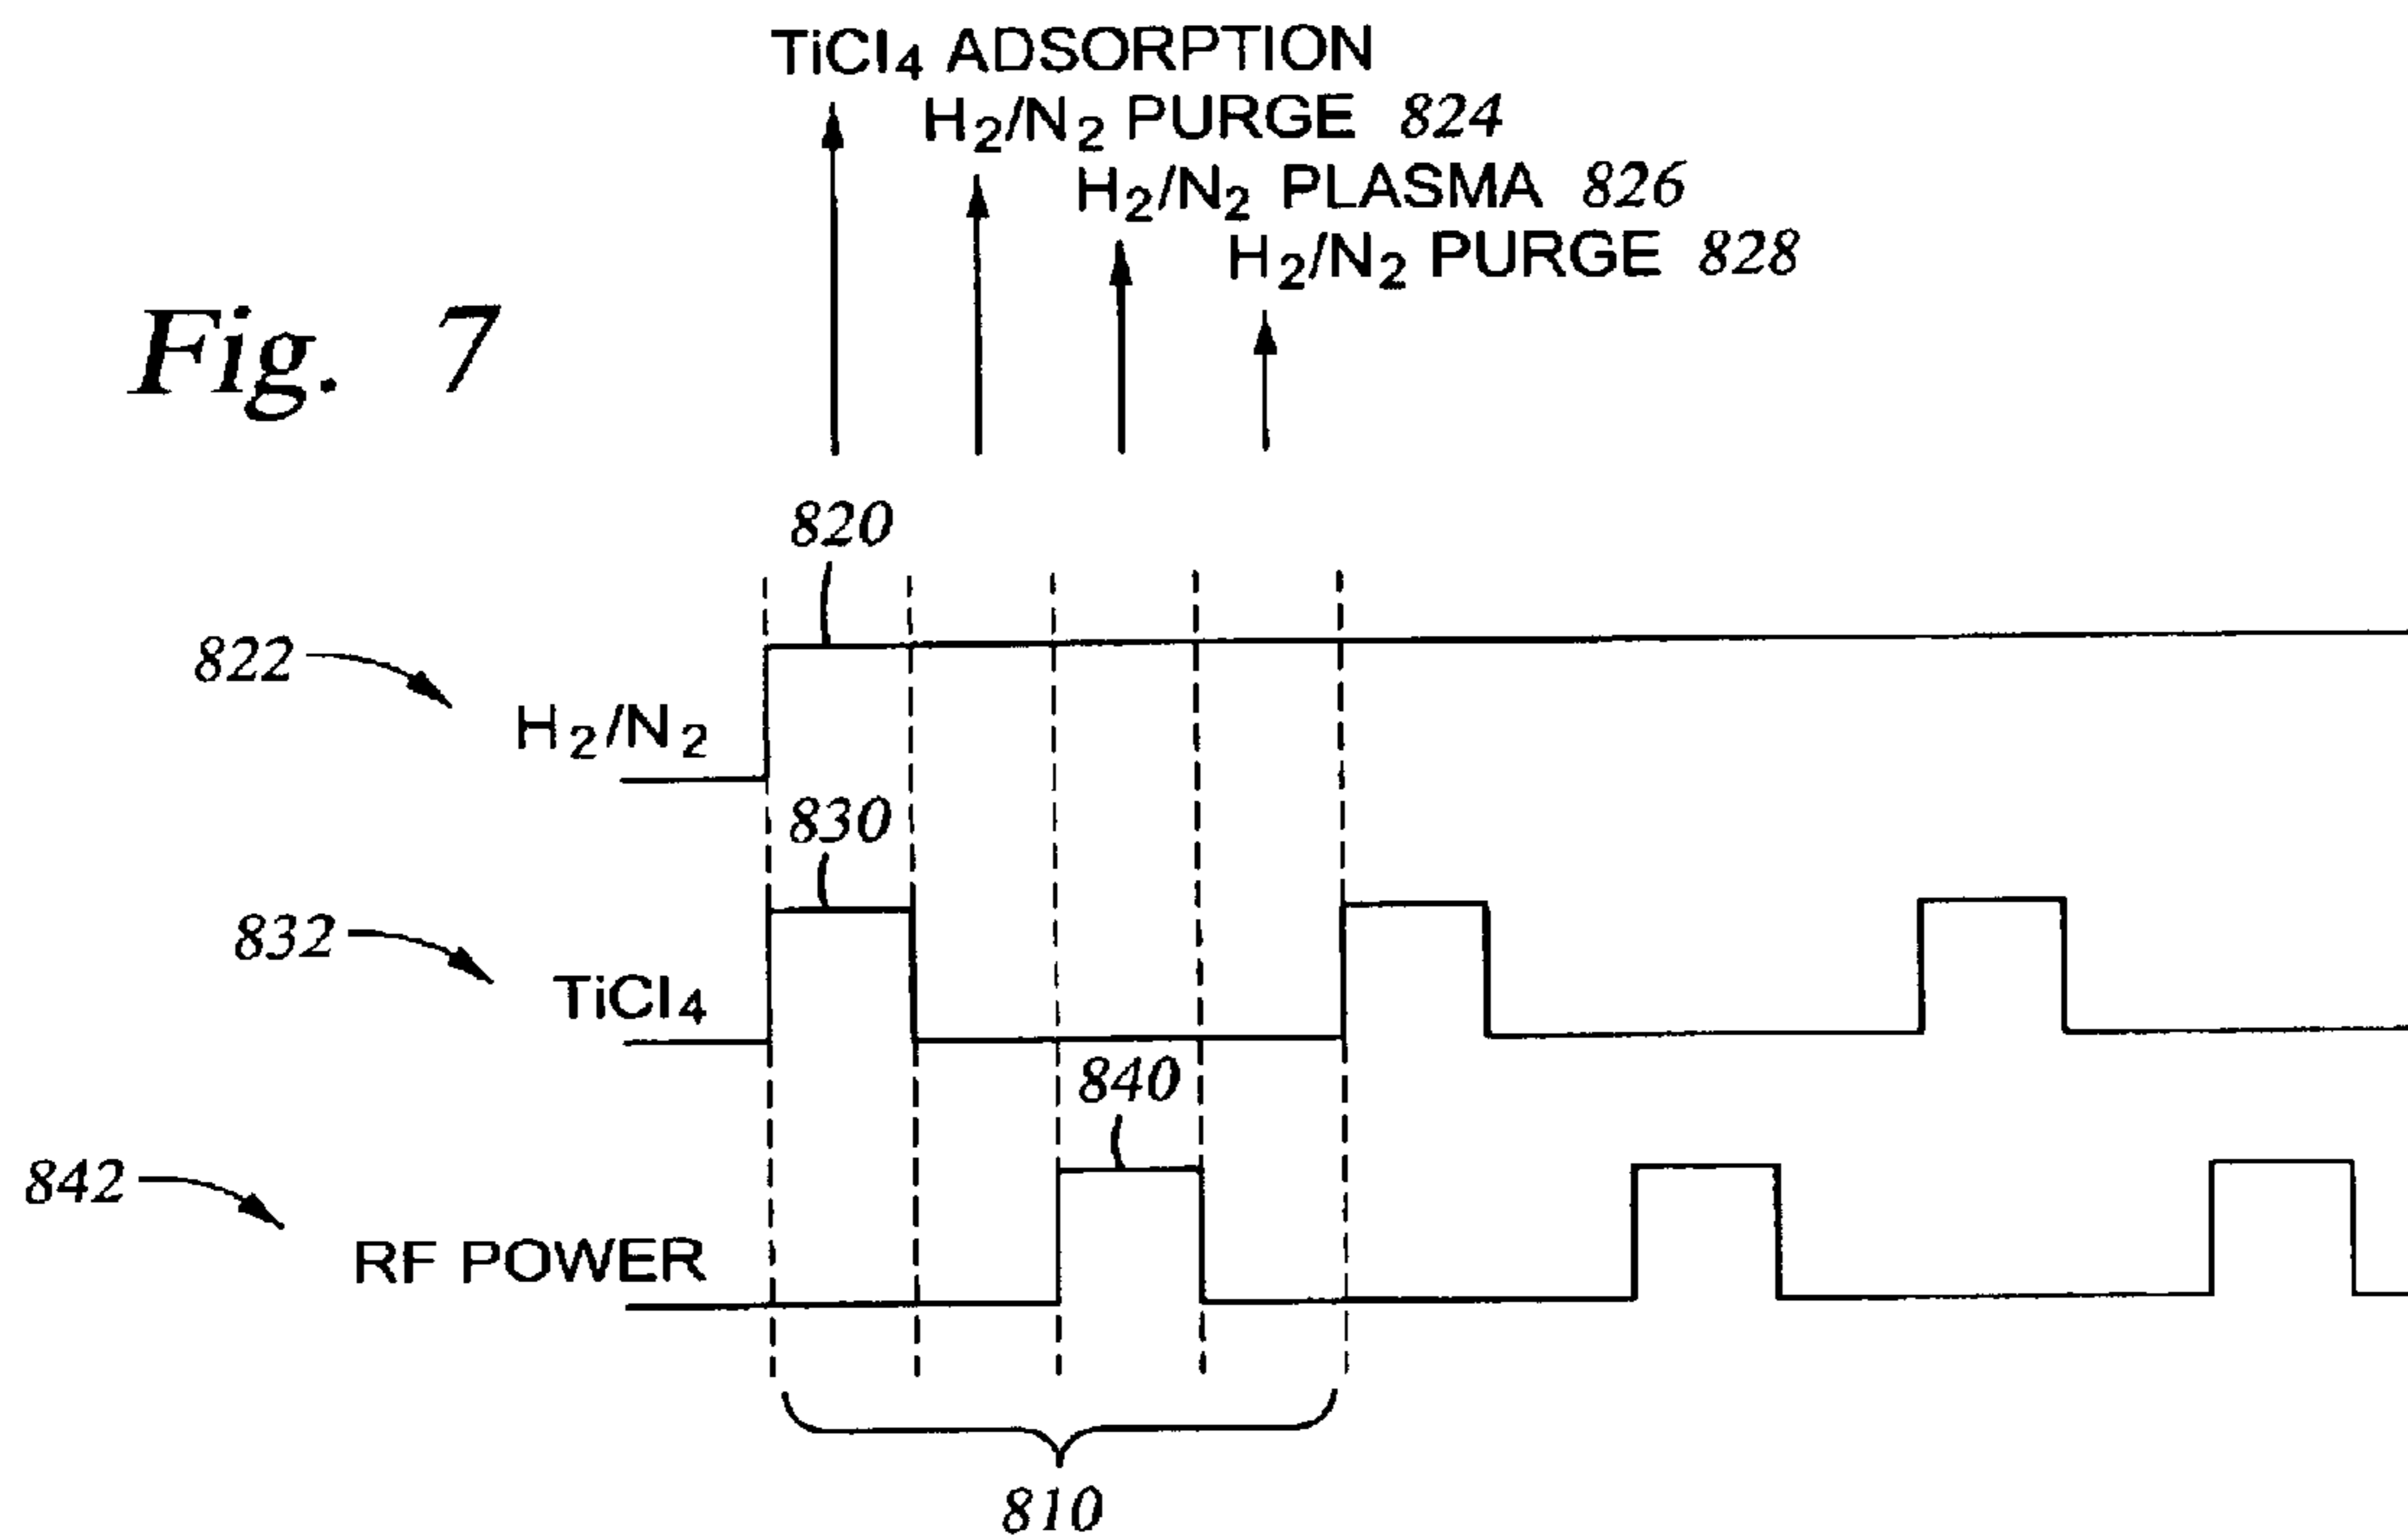 TiCl4 ADSORPTION
H2/N2 PURGE 824
H2/N2 PLASMA 826
H2/N2 PURGE 828
Fig. 7
820
822
H2/N2
830
832
TiCl4
840
842
RF POWER
810